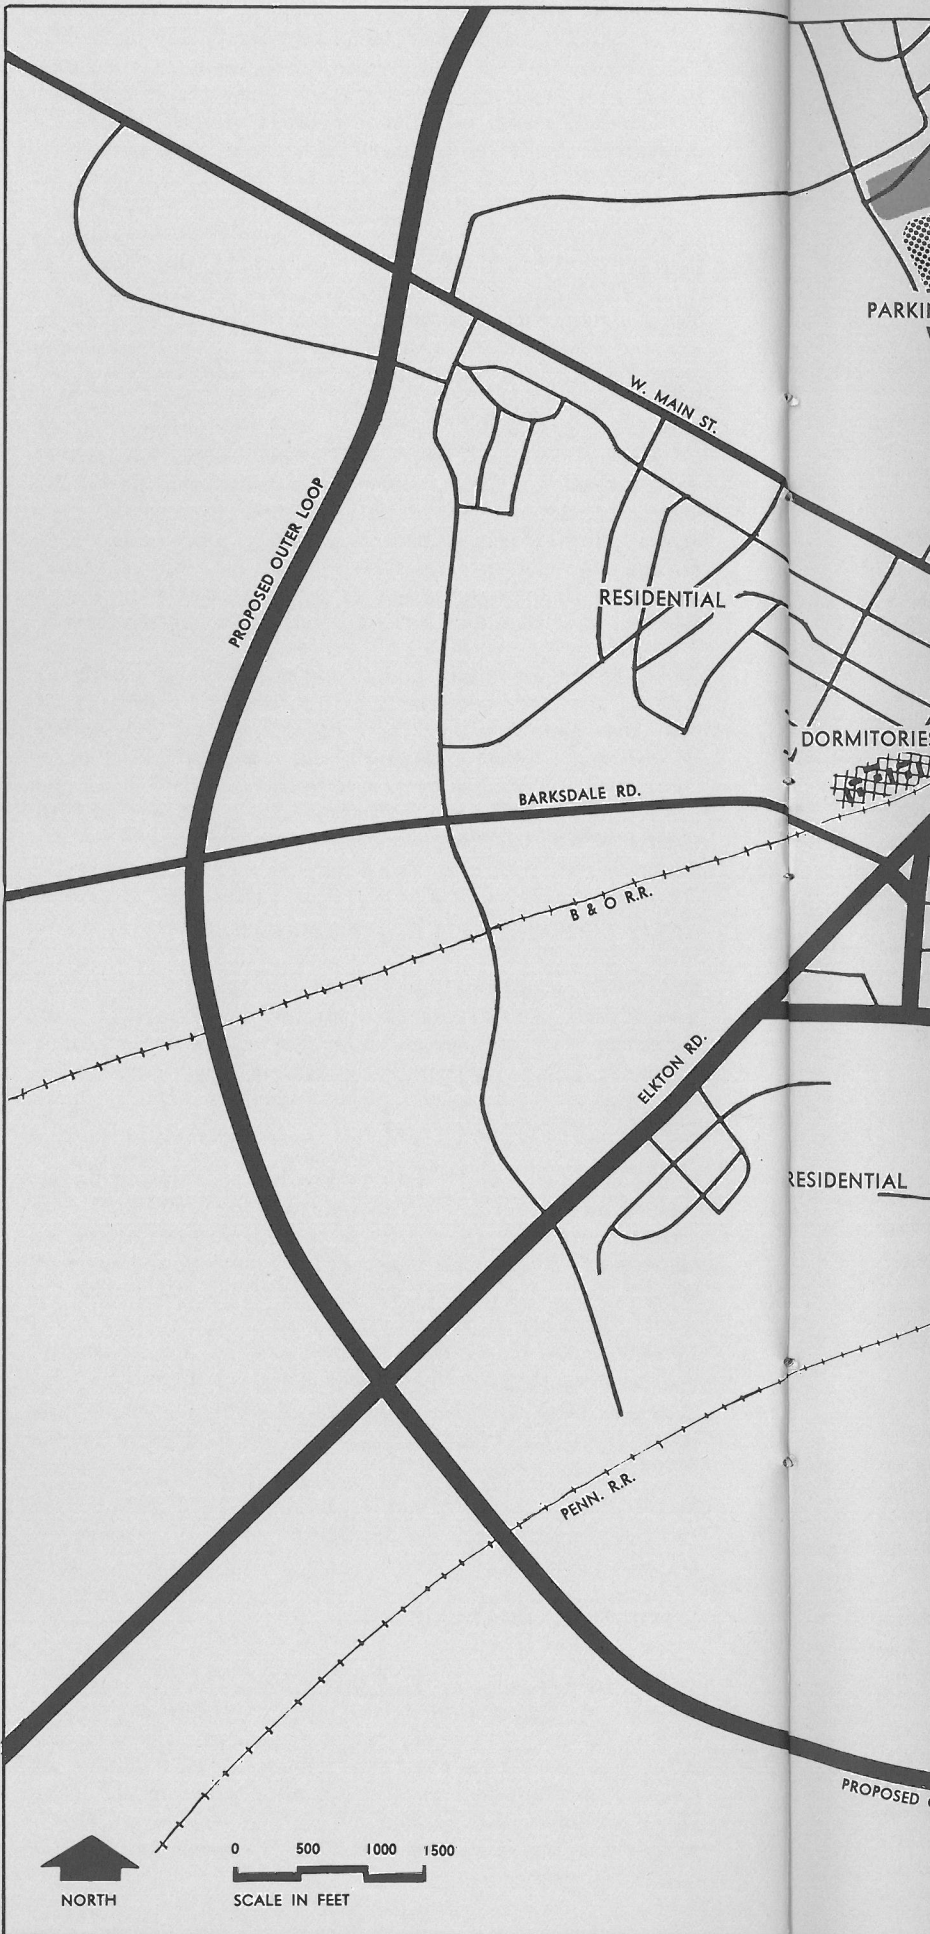 PARKI
W. MAIN ST.
PROPOSED OUTER LOOP
RESIDENTIAL
DORMITORIES
BARKSDALE RD.
B & O R.R.
ELKTON RD.
RESIDENTIAL
PENN. R.R.
PROPOSED
0 500 1000 1500
NORTH
SCALE IN FEET